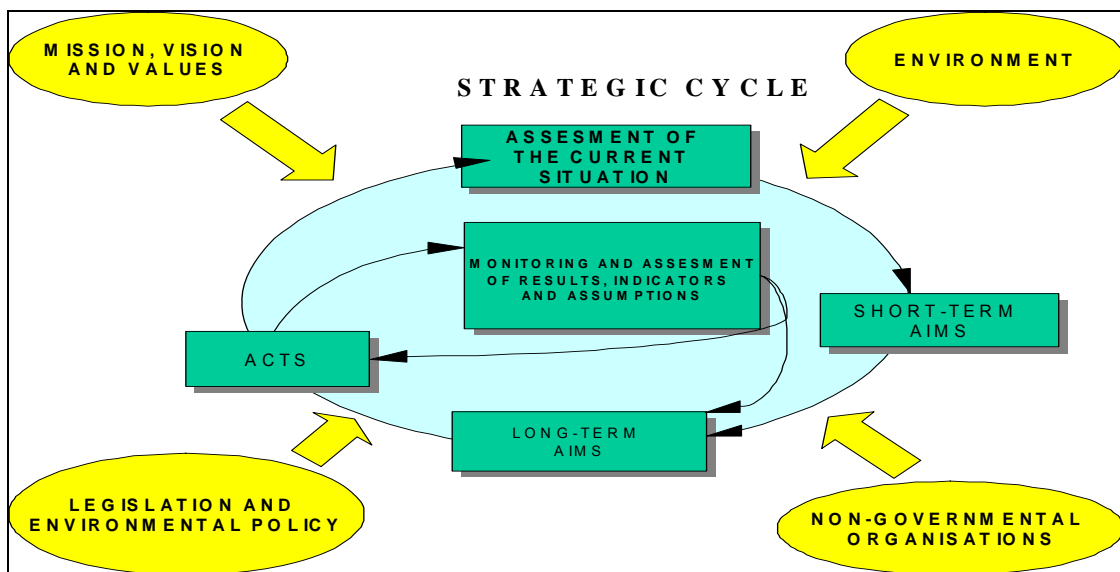 MISSION, VISION
AND VALUES
ENVIRONMENT
STRATEGIC CYCLE
ASSESMENT OF
THE CURRENT
SITUATION
MONITORING AND ASSESMENT
OF RESULTS, INDICATORS
AND ASSUMPTIONS
SHORT-TERM
AIMS
ACTS
LONG-TERM
AIMS
LEGISLATION AND
ENVIRONMENTAL POLICY
NON-GOVERNMENTAL
ORGANISATIONS